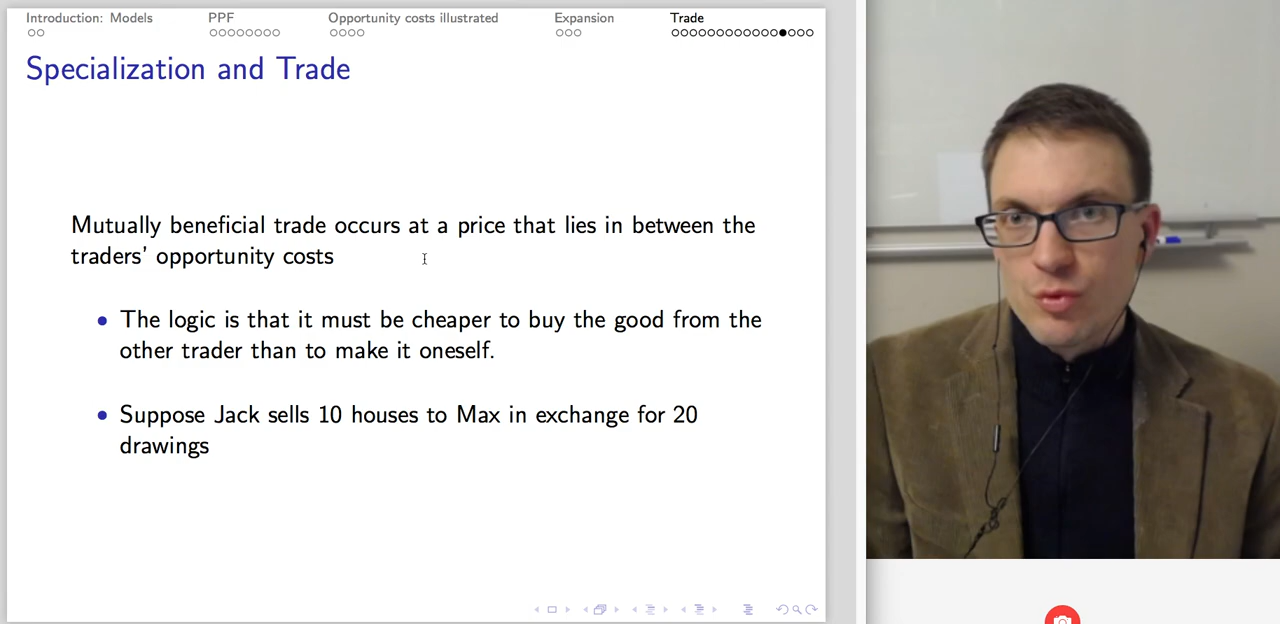 Introduction: Models PPF Opportunity costs illustrated Expansion Trade
Specialization and Trade
Mutually beneficial trade occurs at a price that lies in between the
traders' opportunity costs
The logic is that it must be cheaper to buy the good from the
other trader than to make it oneself.
Suppose Jack sells 10 houses to Max in exchange for 20
drawings